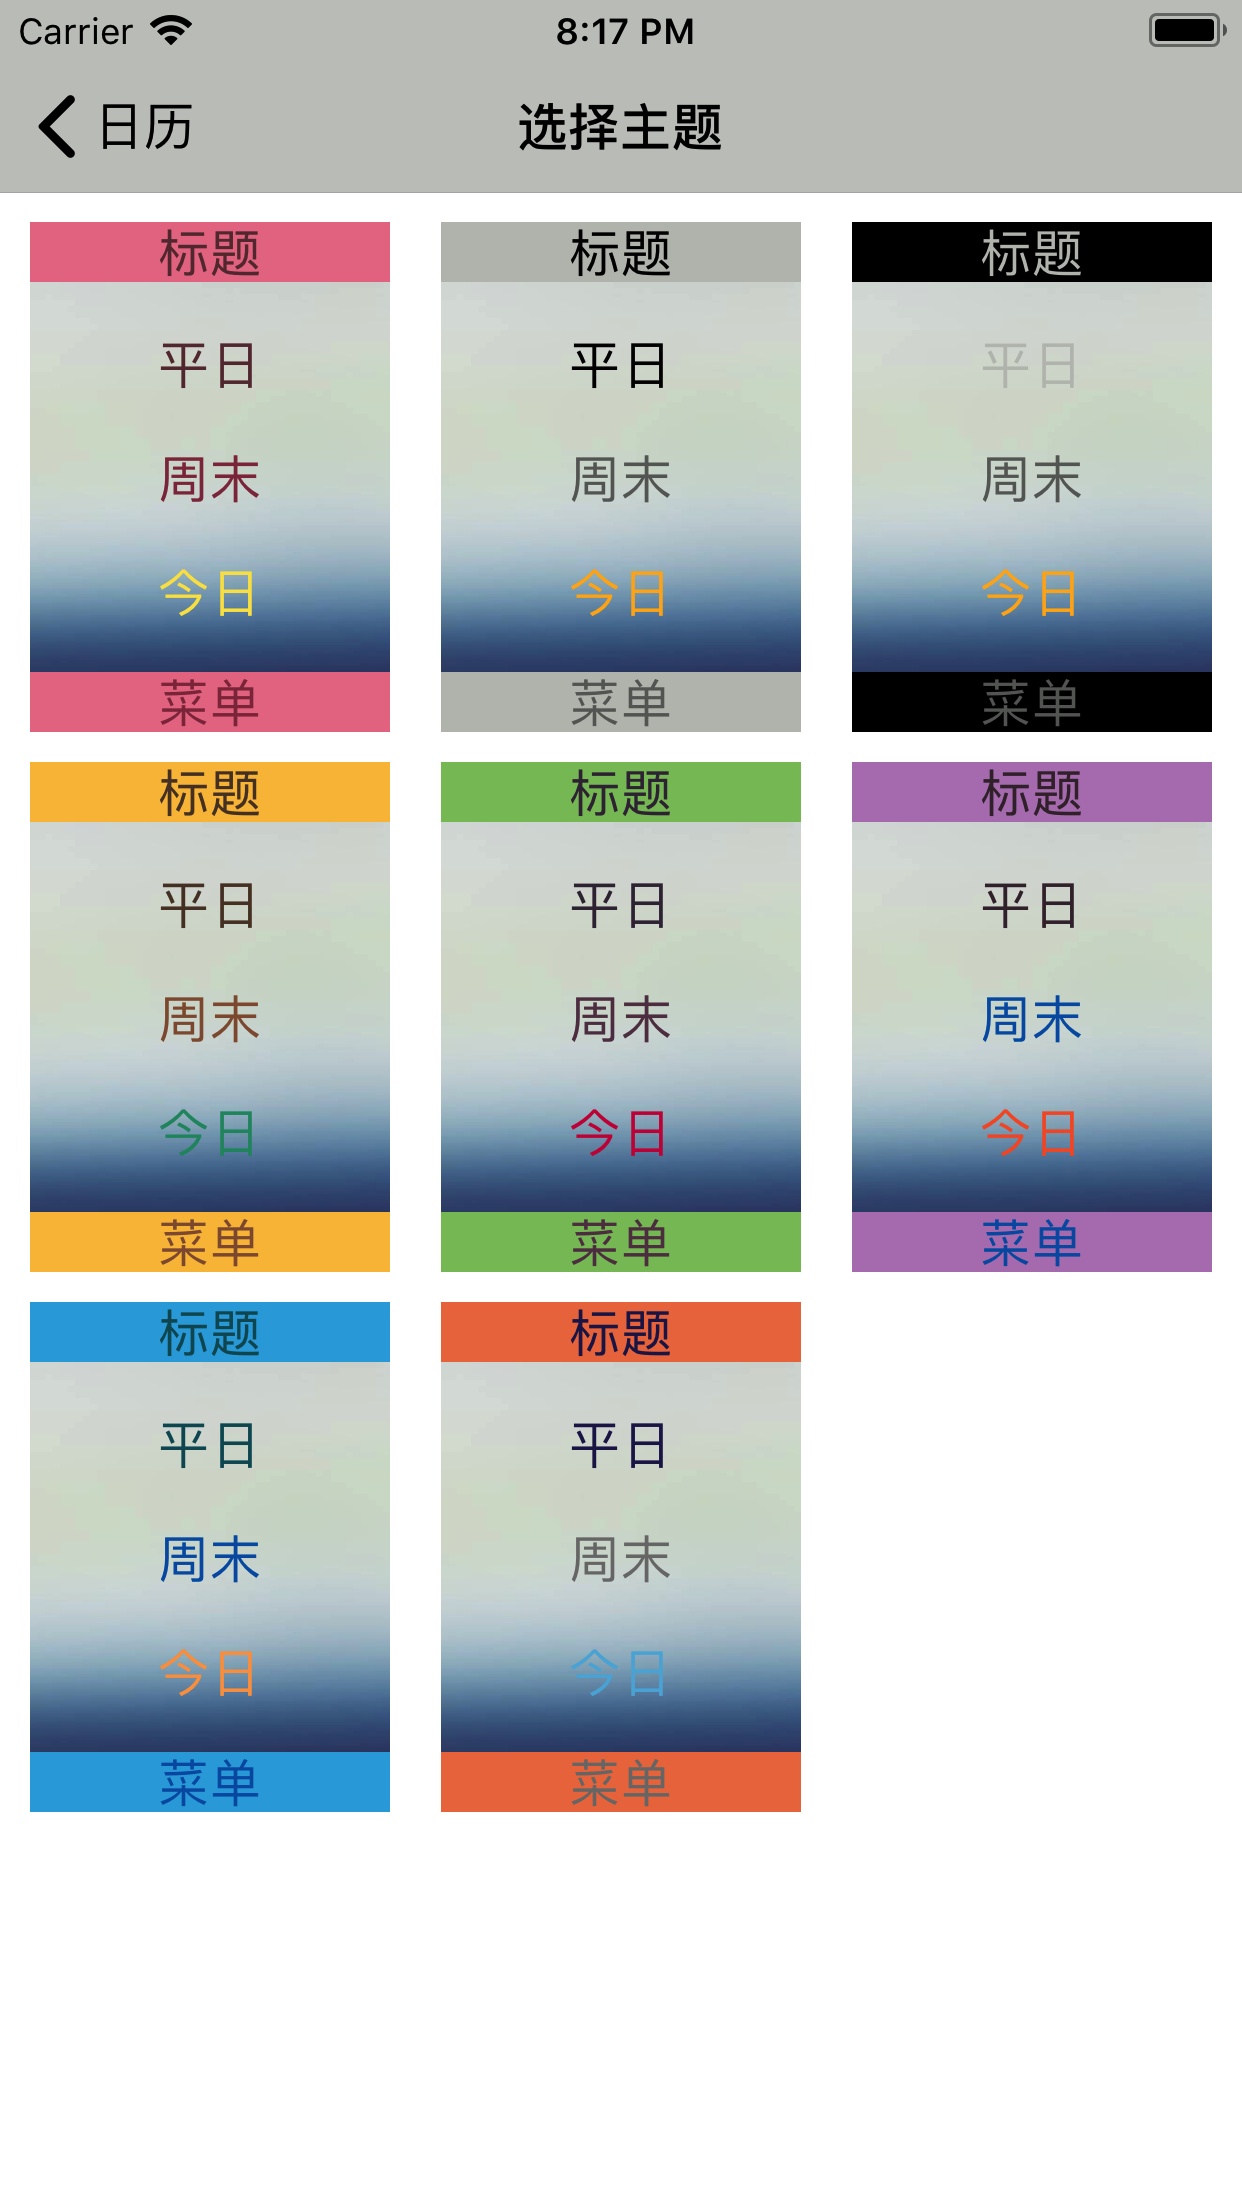 Carrier 8:17 PM
日历 选择主题
标题 标题 标题
平日 平日 平日
周末 周末 周末
今日 今日 今日
菜单 菜单 菜单
标题 标题 标题
平日 平日 平日
周末 周末 周末
今日 今日 今日
菜单 菜单 菜单
标题 标题
平日 平日
周末 周末
今日 今日
菜单 菜单